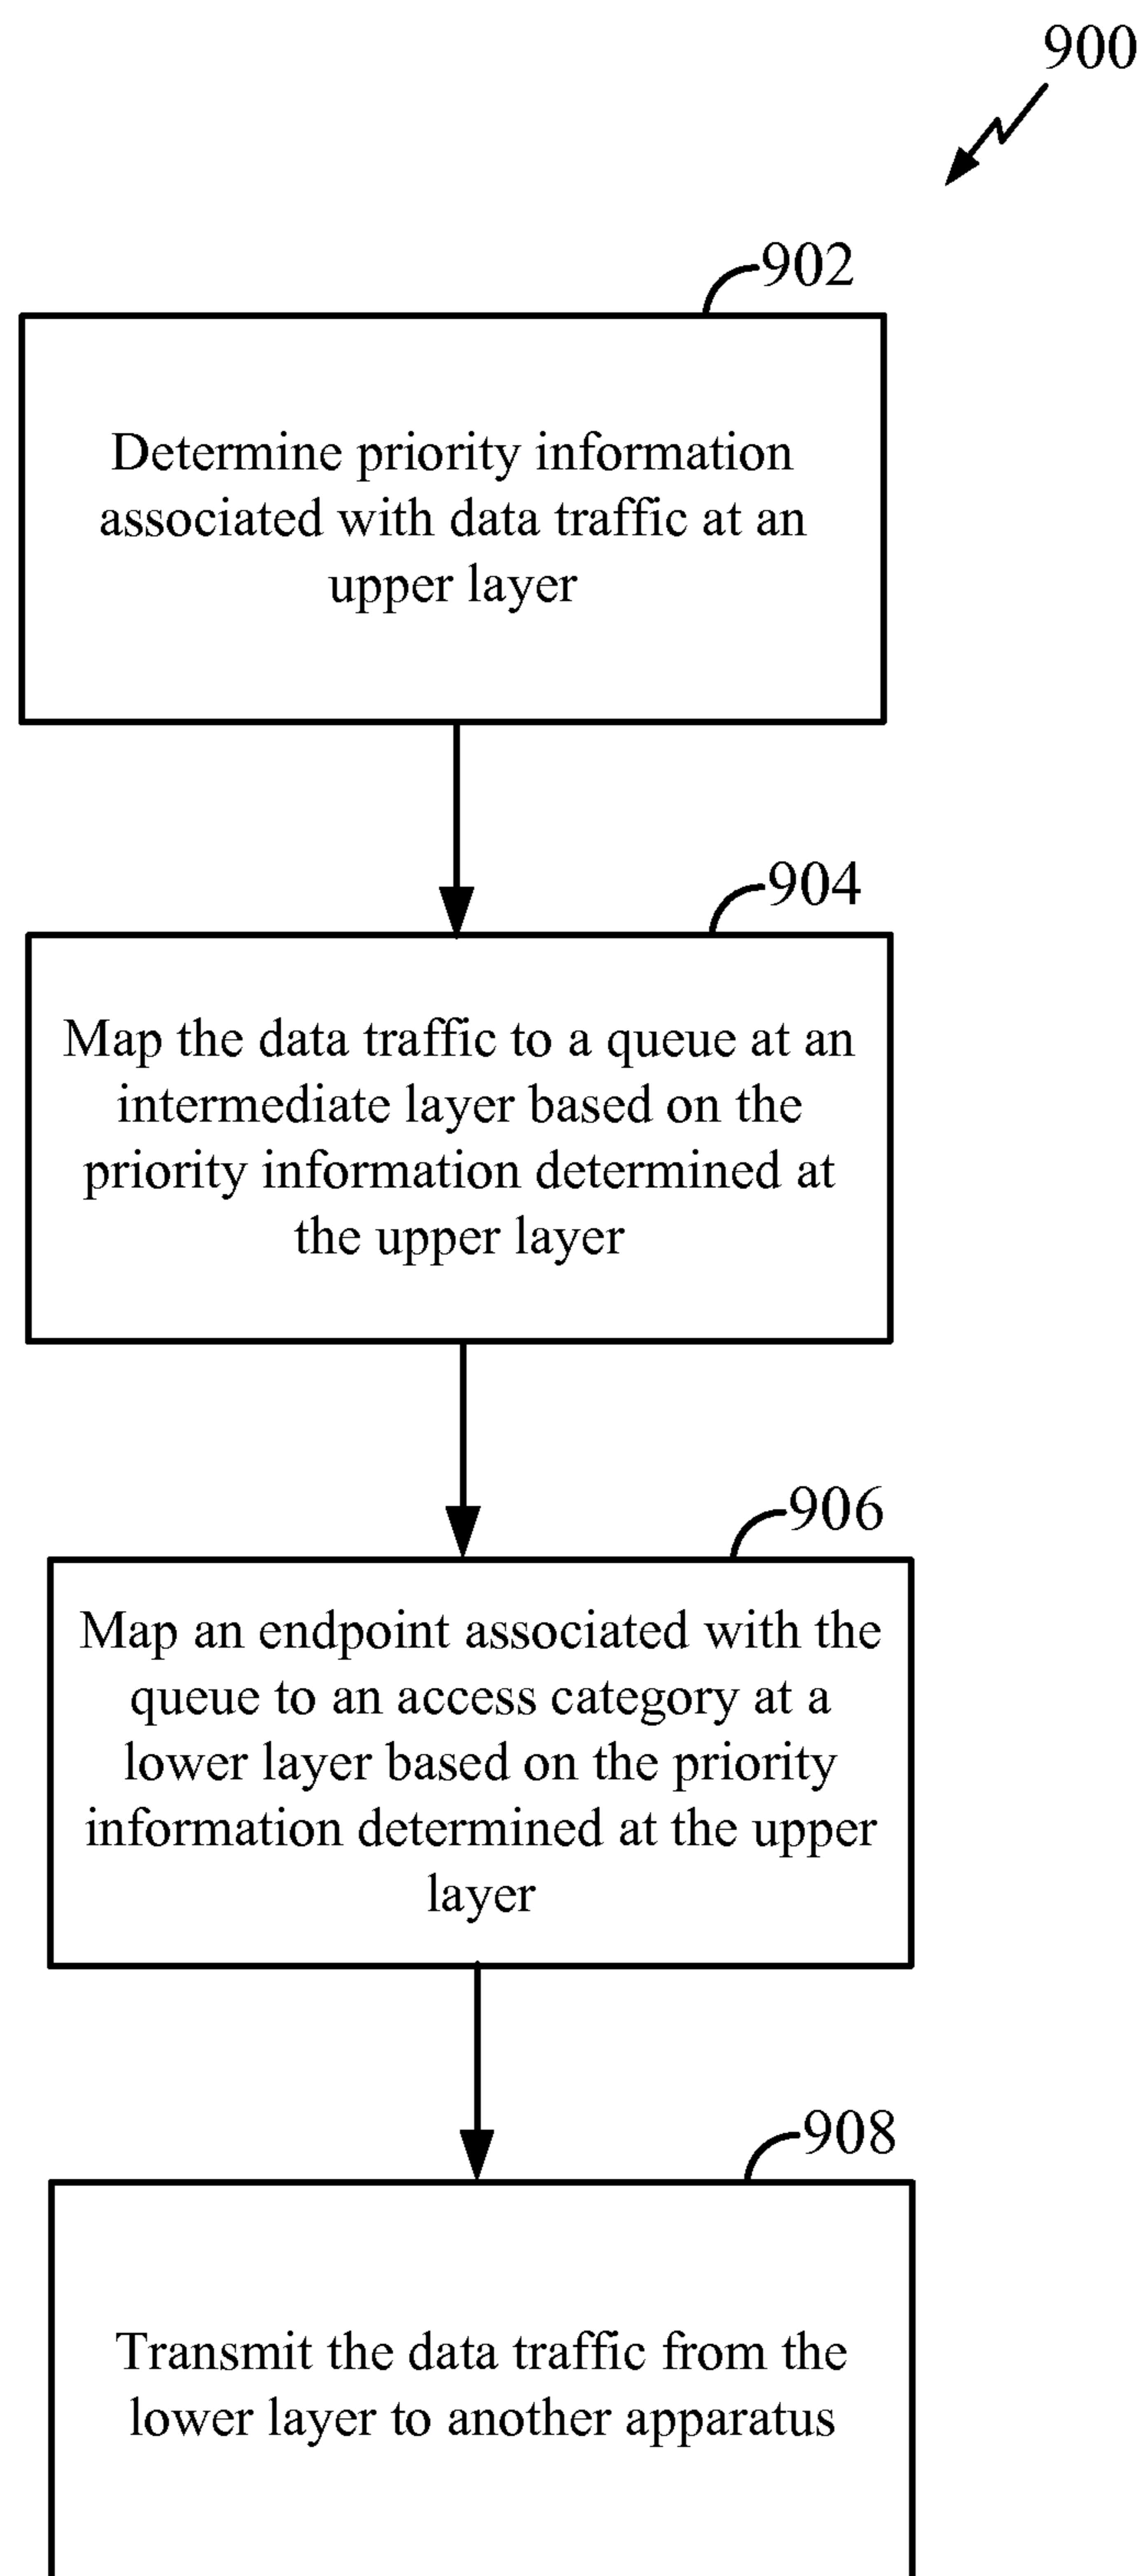 900
902
Determine priority information
associated with data traffic at an
upper layer
904
Map the data traffic to a queue at an
intermediate layer based on the
priority information determined at
the upper layer
906
Map an endpoint associated with the
queue to an access category at a
lower layer based on the priority
information determined at the upper
layer
908
Transmit the data traffic from the
lower layer to another apparatus